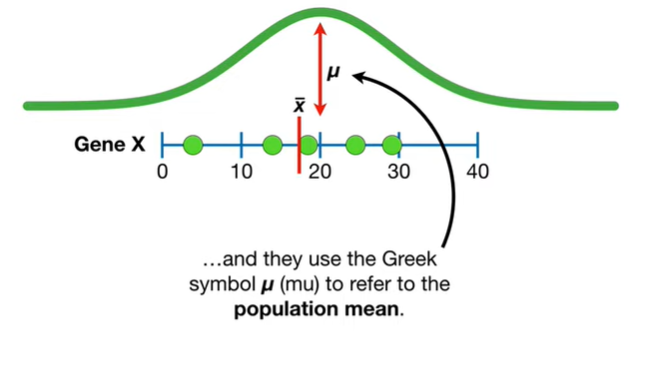 μ
x̄
Gene X
0 10 20 30 40
...and they use the Greek
symbol μ (mu) to refer to the
population mean.